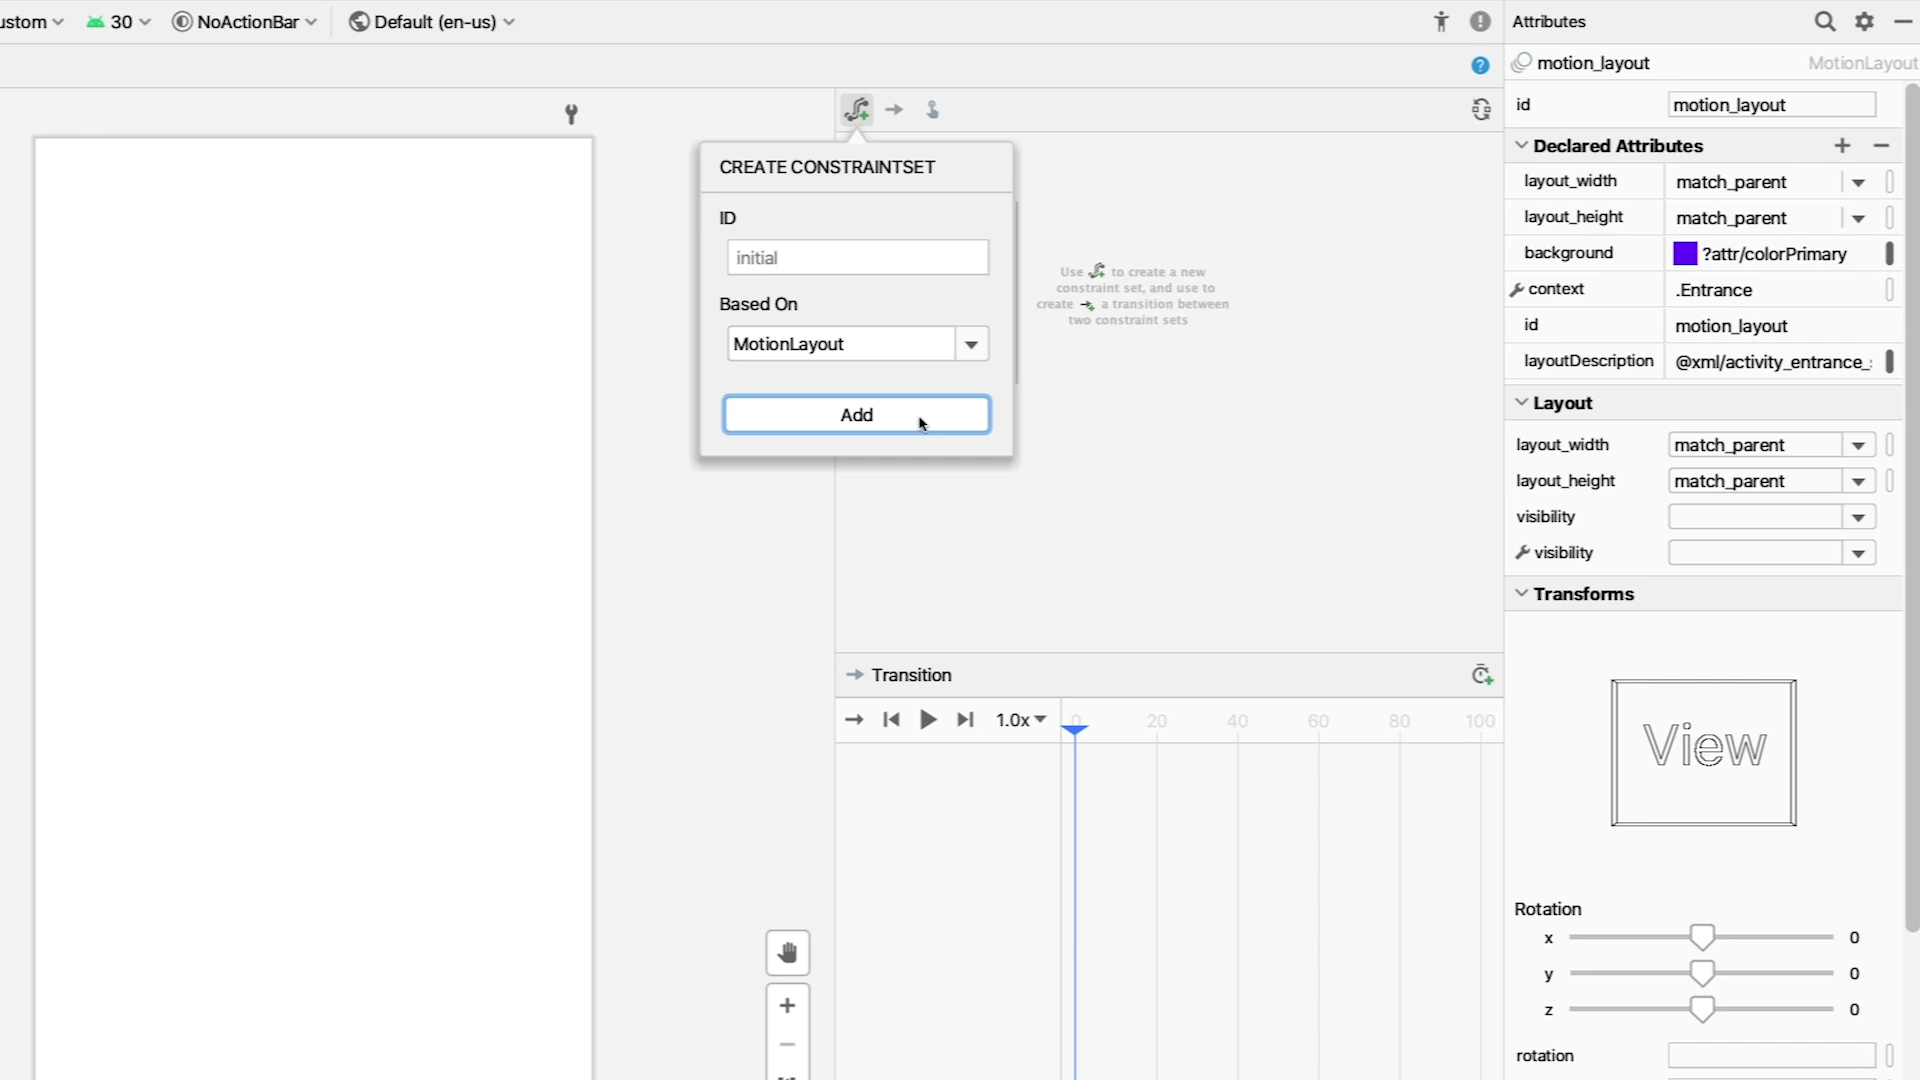 ustom
30
NoActionBar
Default (en-us)
Attributes
motion_layout
MotionLayout
id
motion_layout
Declared Attributes
layout_width
match_parent
layout_height
match_parent
background
?attr/colorPrimary
context
.Entrance
id
motion_layout
layoutDescription
@xml/activity_entrance_
Layout
layout_width
match_parent
layout_height
match_parent
visibility
visibility
Transforms
View
Rotation
x
0
y
0
z
0
rotation
CREATE CONSTRAINTSET
ID
initial
Based On
MotionLayout
Add
Use to create a new
constraint set, and use to
create a transition between
two constraint sets
Transition
1.0x
0
20
40
60
80
100